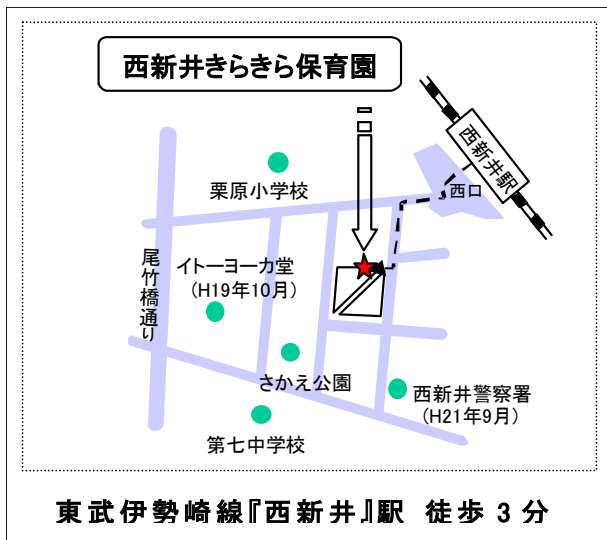 西新井きらきら保育園
西新井駅
西口
栗原小学校
尾竹橋通り
イトーヨーカ堂
（H19年10月）
さかえ公園
西新井警察署
（H21年9月）
第七中学校
東武伊勢崎線『西新井』駅 徒歩 3 分